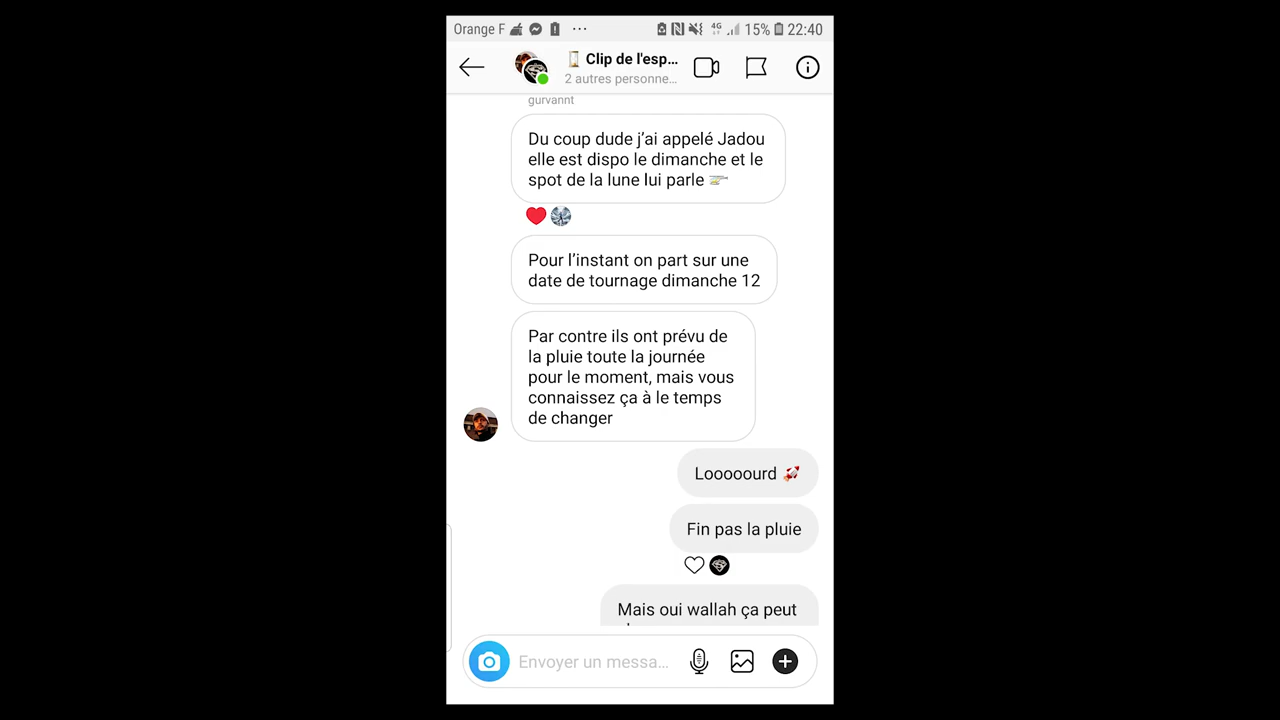 Orange F 4G 15% 22:40
Clip de l'esp...
2 autres personne...
gurvannt
Du coup dude j'ai appelé Jadou
elle est dispo le dimanche et le
spot de la lune lui parle
Pour l'instant on part sur une
date de tournage dimanche 12
Par contre ils ont prévu de
la pluie toute la journée
pour le moment, mais vous
connaissez ça à le temps
de changer
Looooourd 🚀
Fin pas la pluie
Mais oui wallah ça peut
Envoyer un messa...